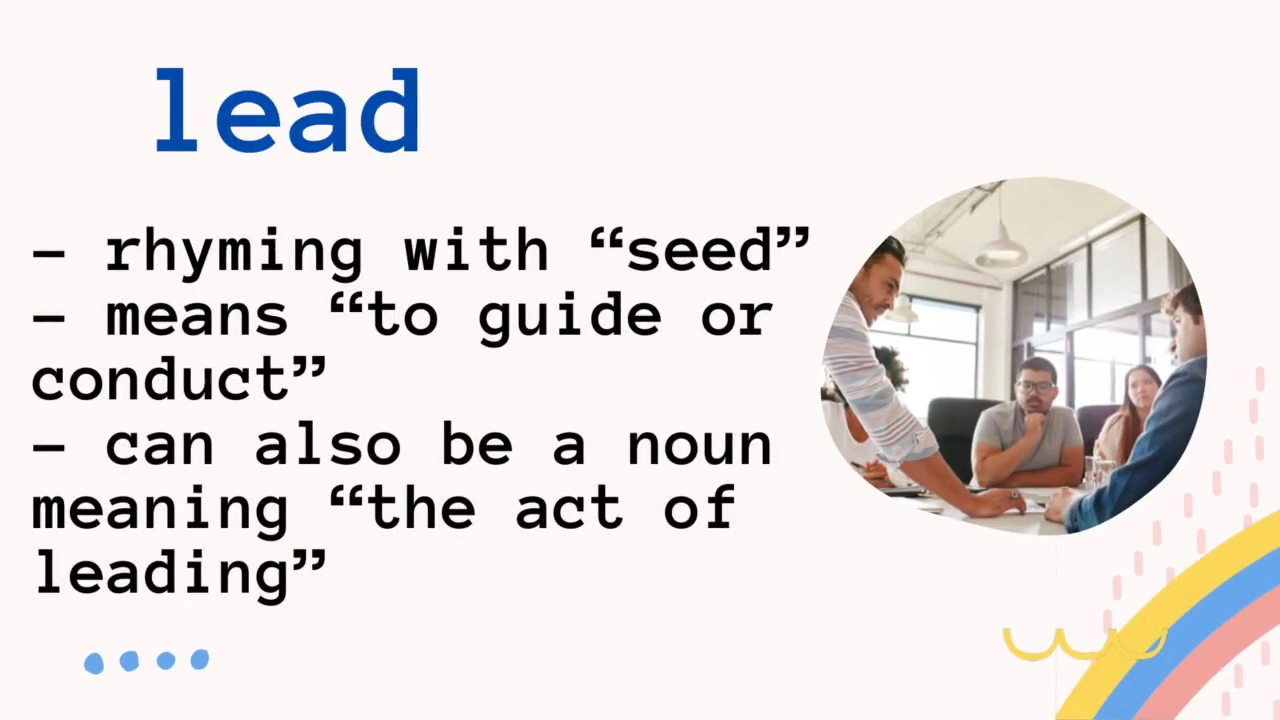 lead
- rhyming with “seed”
- means “to guide or
conduct”
- can also be a noun
meaning “the act of
leading”